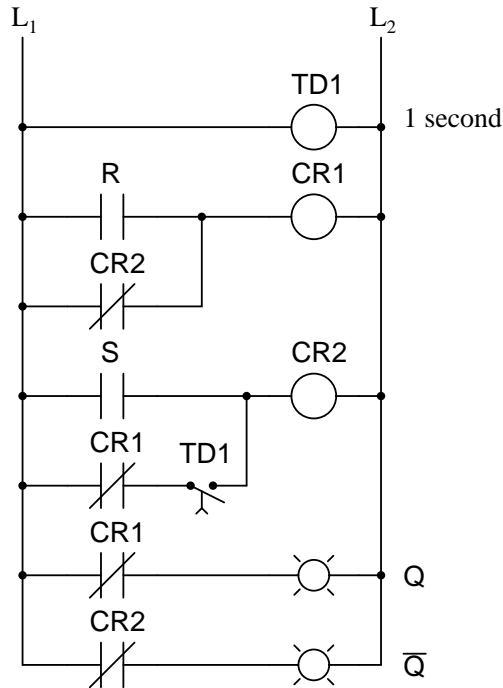 L1 L2
TD1
1 second
R CR1
CR2
S CR2
CR1 TD1
CR1
Q
CR2
Q̅